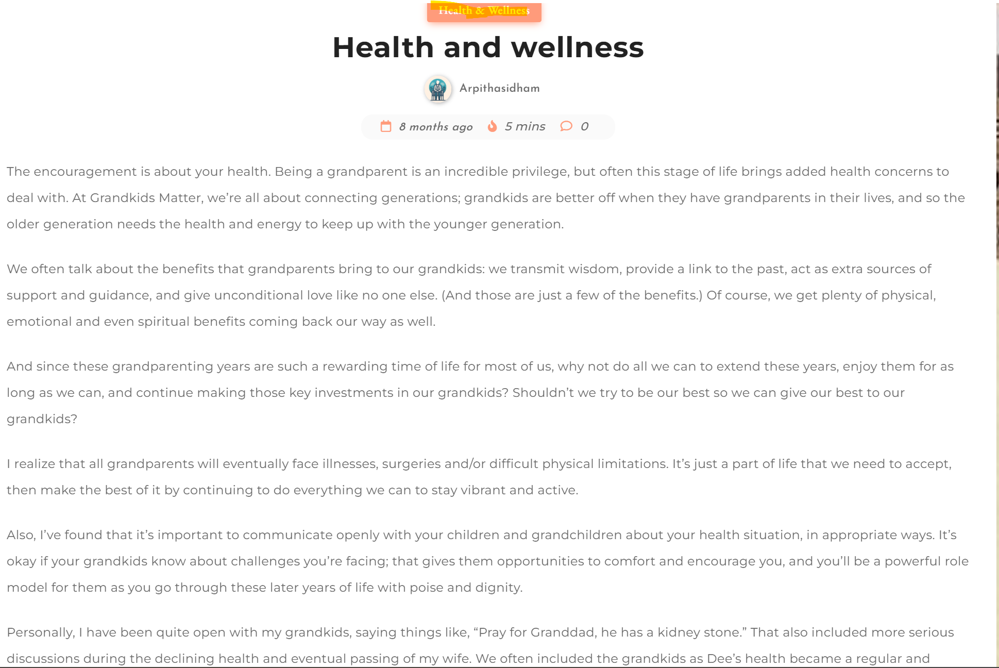 Health & Wellness
Health and wellness
Arpithasidham
8 months ago 5 mins 0
The encouragement is about your health. Being a grandparent is an incredible privilege, but often this stage of life brings added health concerns to
deal with. At Grandkids Matter, we’re all about connecting generations; grandkids are better off when they have grandparents in their lives, and so the
older generation needs the health and energy to keep up with the younger generation.
We often talk about the benefits that grandparents bring to our grandkids: we transmit wisdom, provide a link to the past, act as extra sources of
support and guidance, and give unconditional love like no one else. (And those are just a few of the benefits.) Of course, we get plenty of physical,
emotional and even spiritual benefits coming back our way as well.
And since these grandparenting years are such a rewarding time of life for most of us, why not do all we can to extend these years, enjoy them for as
long as we can, and continue making those key investments in our grandkids? Shouldn’t we try to be our best so we can give our best to our
grandkids?
I realize that all grandparents will eventually face illnesses, surgeries and/or difficult physical limitations. It’s just a part of life that we need to accept,
then make the best of it by continuing to do everything we can to stay vibrant and active.
Also, I’ve found that it’s important to communicate openly with your children and grandchildren about your health situation, in appropriate ways. It’s
okay if your grandkids know about challenges you’re facing; that gives them opportunities to comfort and encourage you, and you’ll be a powerful role
model for them as you go through these later years of life with poise and dignity.
Personally, I have been quite open with my grandkids, saying things like, “Pray for Granddad, he has a kidney stone.” That also included more serious
discussions during the declining health and eventual passing of my wife. We often included the grandkids as Dee’s health became a regular and